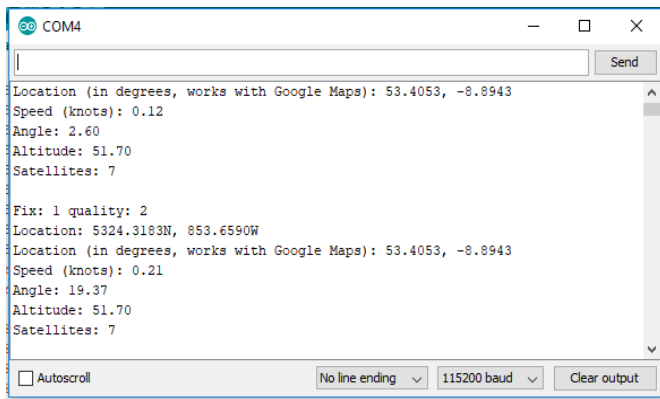 COM4
Send
Location (in degrees, works with Google Maps): 53.4053, -8.8943
Speed (knots): 0.12
Angle: 2.60
Altitude: 51.70
Satellites: 7
Fix: 1 quality: 2
Location: 5324.3183N, 853.6590W
Location (in degrees, works with Google Maps): 53.4053, -8.8943
Speed (knots): 0.21
Angle: 19.37
Altitude: 51.70
Satellites: 7
Autoscroll No line ending 115200 baud Clear output